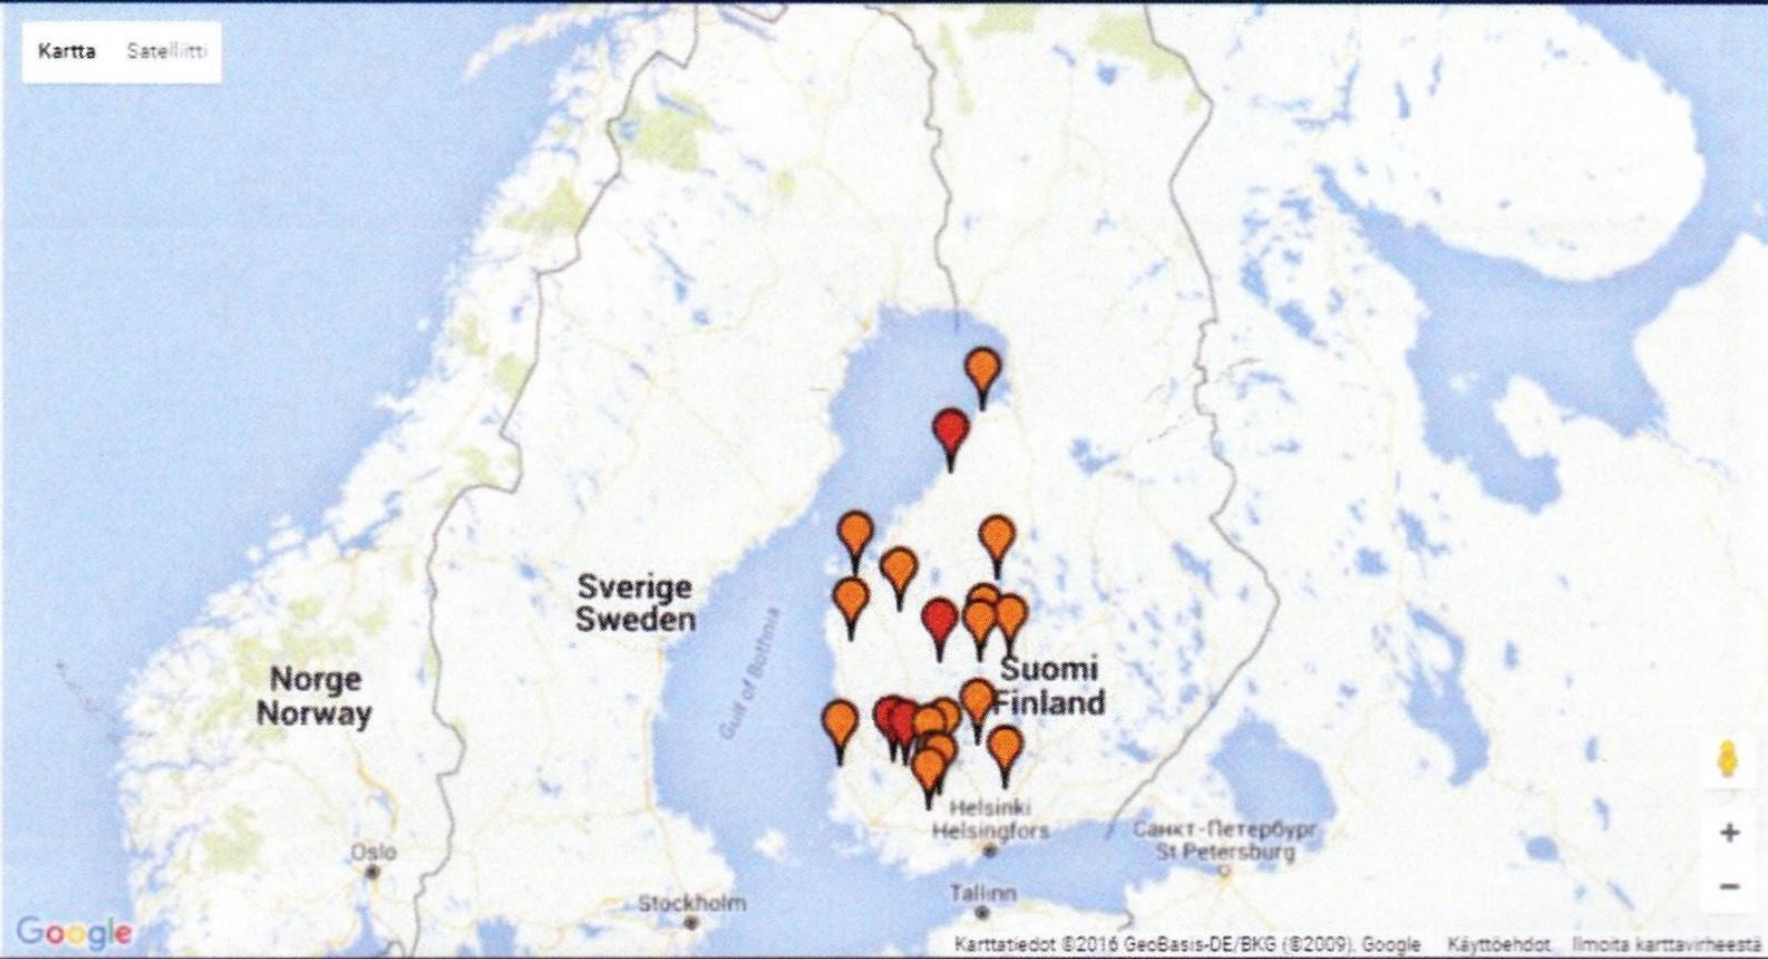 Kartta Satelliitti
Sverige
Sweden
Gulf of Bothnia
Suomi
Finland
Norge
Norway
Helsinki
Helsingfors
Санкт-Петербург
St Petersburg
Oslo
Tallinn
Stockholm
+
−
Google
Karttatiedot ©2016 GeoBasis-DE/BKG (©2009), Google Käyttöehdot Ilmoita karttavirheestä